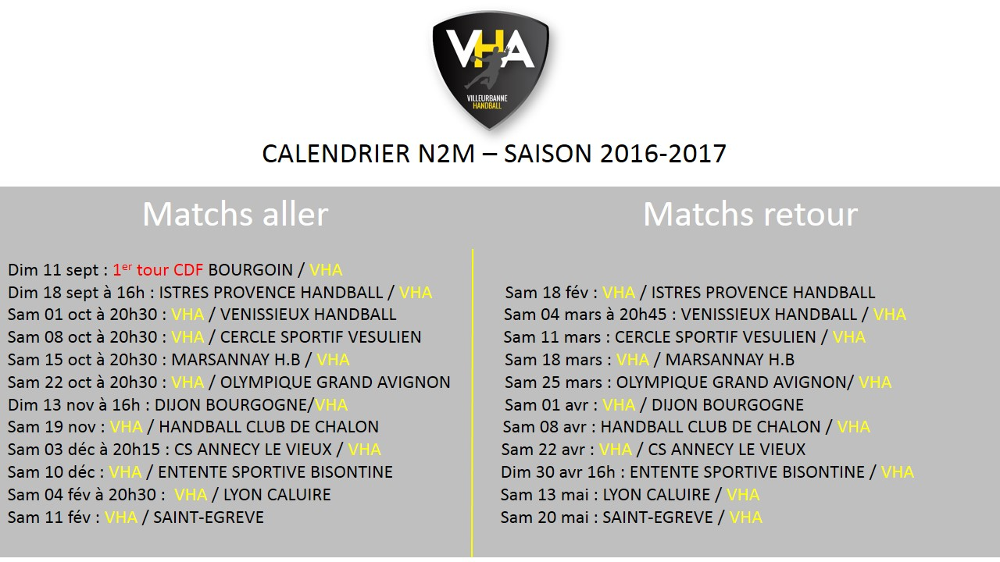 VHA
VILLEURBANNE
HANDBALL
CALENDRIER N2M – SAISON 2016-2017
Matchs aller
Dim 11 sept : 1er tour CDF BOURGOIN / VHA
Dim 18 sept à 16h : ISTRES PROVENCE HANDBALL / VHA
Sam 01 oct à 20h30 : VHA / VENISSIEUX HANDBALL
Sam 08 oct à 20h30 : VHA / CERCLE SPORTIF VESULIEN
Sam 15 oct à 20h30 : MARSANNAY H.B / VHA
Sam 22 oct à 20h30 : VHA / OLYMPIQUE GRAND AVIGNON
Dim 13 nov à 16h : DIJON BOURGOGNE/VHA
Sam 19 nov : VHA / HANDBALL CLUB DE CHALON
Sam 03 déc à 20h15 : CS ANNECY LE VIEUX / VHA
Sam 10 déc : VHA / ENTENTE SPORTIVE BISONTINE
Sam 04 fév à 20h30 : VHA / LYON CALUIRE
Sam 11 fév : VHA / SAINT-EGREVE
Matchs retour
Sam 18 fév : VHA / ISTRES PROVENCE HANDBALL
Sam 04 mars à 20h45 : VENISSIEUX HANDBALL / VHA
Sam 11 mars : CERCLE SPORTIF VESULIEN / VHA
Sam 18 mars : VHA / MARSANNAY H.B
Sam 25 mars : OLYMPIQUE GRAND AVIGNON/ VHA
Sam 01 avr : VHA / DIJON BOURGOGNE
Sam 08 avr : HANDBALL CLUB DE CHALON / VHA
Sam 22 avr : VHA / CS ANNECY LE VIEUX
Dim 30 avr 16h : ENTENTE SPORTIVE BISONTINE / VHA
Sam 13 mai : LYON CALUIRE / VHA
Sam 20 mai : SAINT-EGREVE / VHA